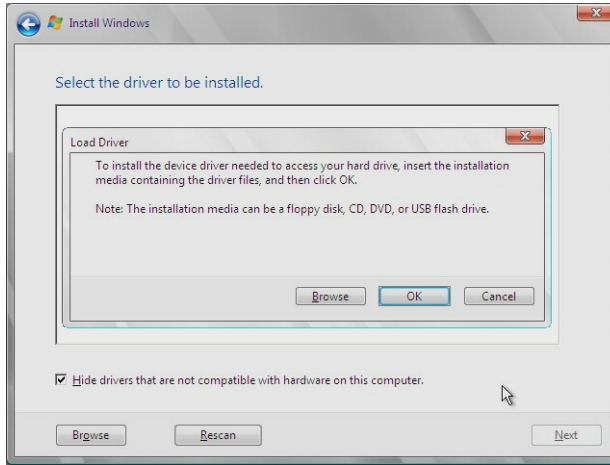 Install Windows
Select the driver to be installed.
Load Driver
To install the device driver needed to access your hard drive, insert the installation
media containing the driver files, and then click OK.
Note: The installation media can be a floppy disk, CD, DVD, or USB flash drive.
Browse OK Cancel
Hide drivers that are not compatible with hardware on this computer.
Browse Rescan Next